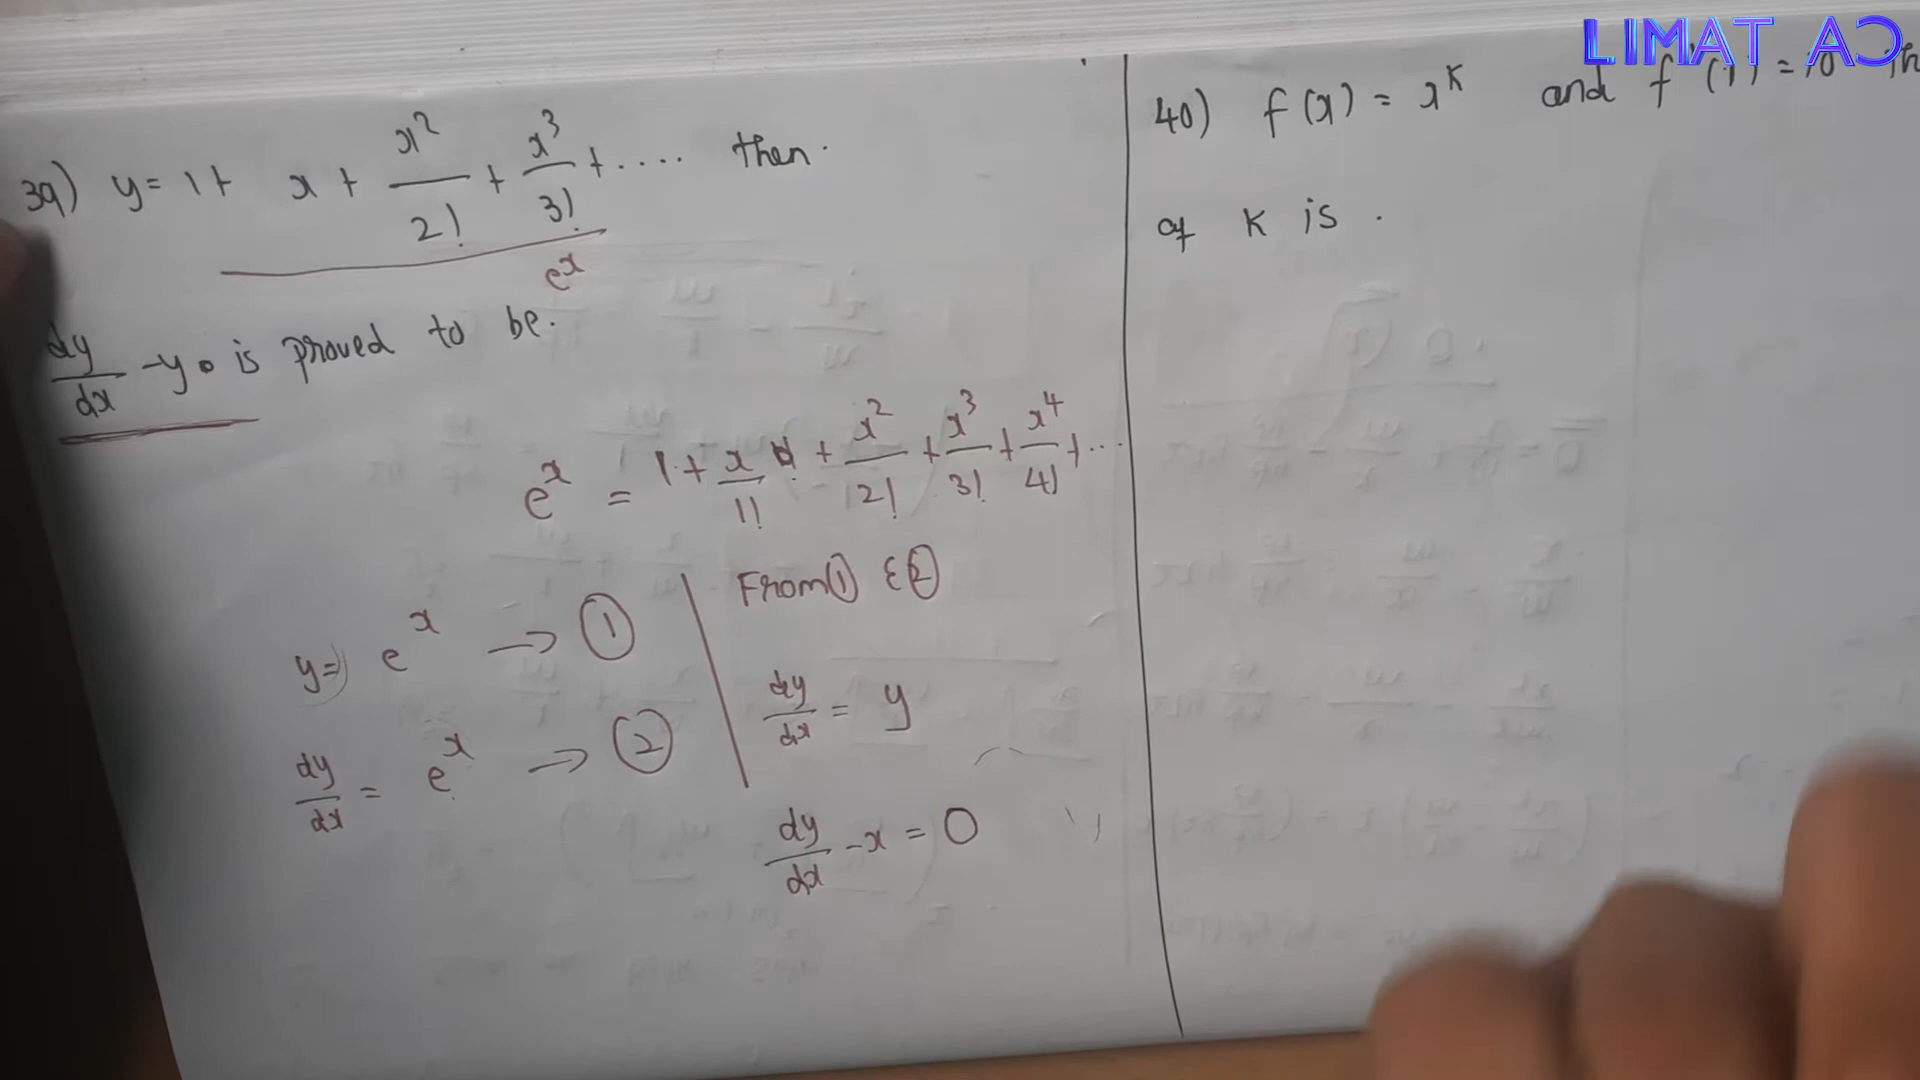 LIMAT AC
39) y = 1 + x + x²/2! + x³/3! + .... then.
e^x
dy/dx - y. is proved to be.
e^x = 1 + x/1! + x²/2! + x³/3! + x⁴/4! + ...
y = e^x → ①
dy/dx = e^x → ②
From ① & ②
dy/dx = y
dy/dx - x = 0
40) f(x) = x^K and f'(1) = 10
of K is .